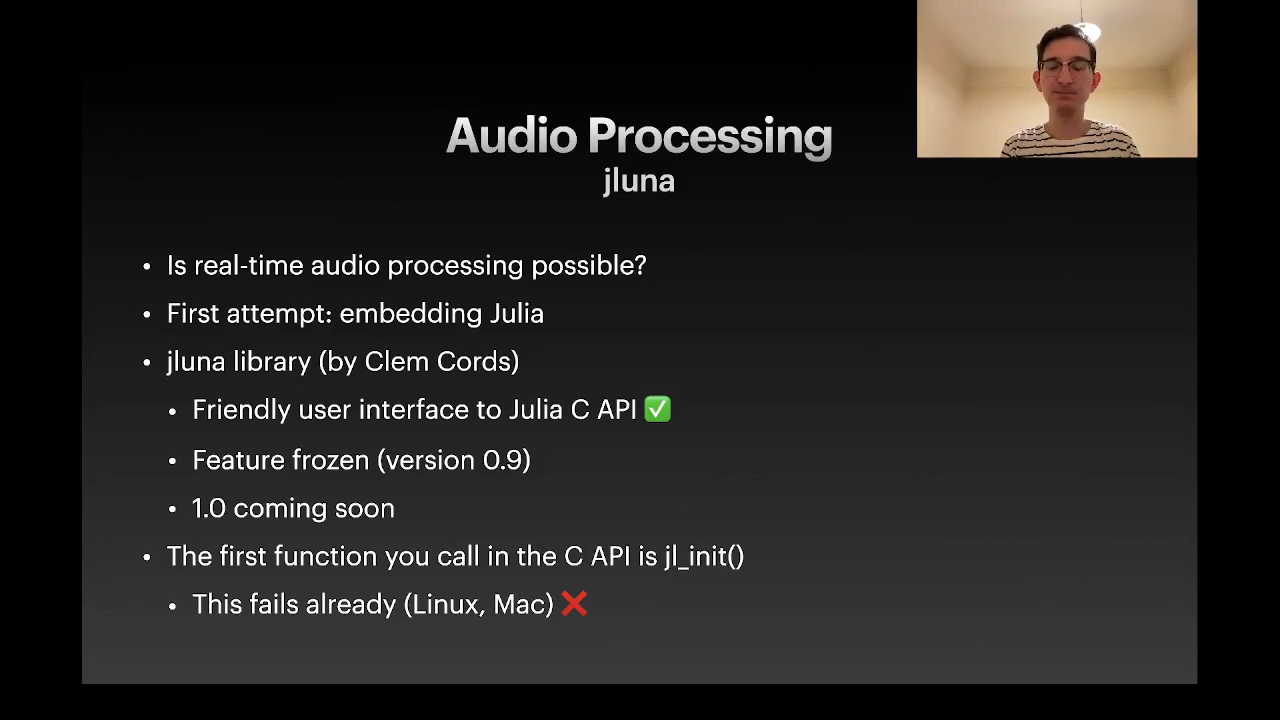 Audio Processing
jluna
• Is real-time audio processing possible?
• First attempt: embedding Julia
• jluna library (by Clem Cords)
• Friendly user interface to Julia C API ✅
• Feature frozen (version 0.9)
• 1.0 coming soon
• The first function you call in the C API is jl_init()
• This fails already (Linux, Mac) ❌